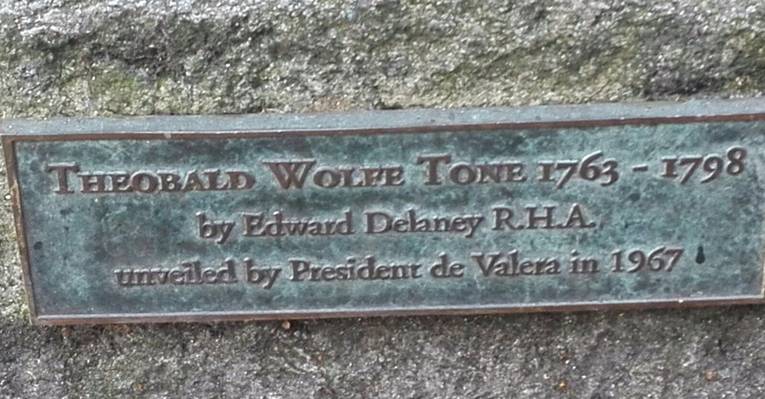 THEOBALD WOLFE TONE 1763 - 1798
by Edward Delaney R.H.A.
unveiled by President de Valera in 1967